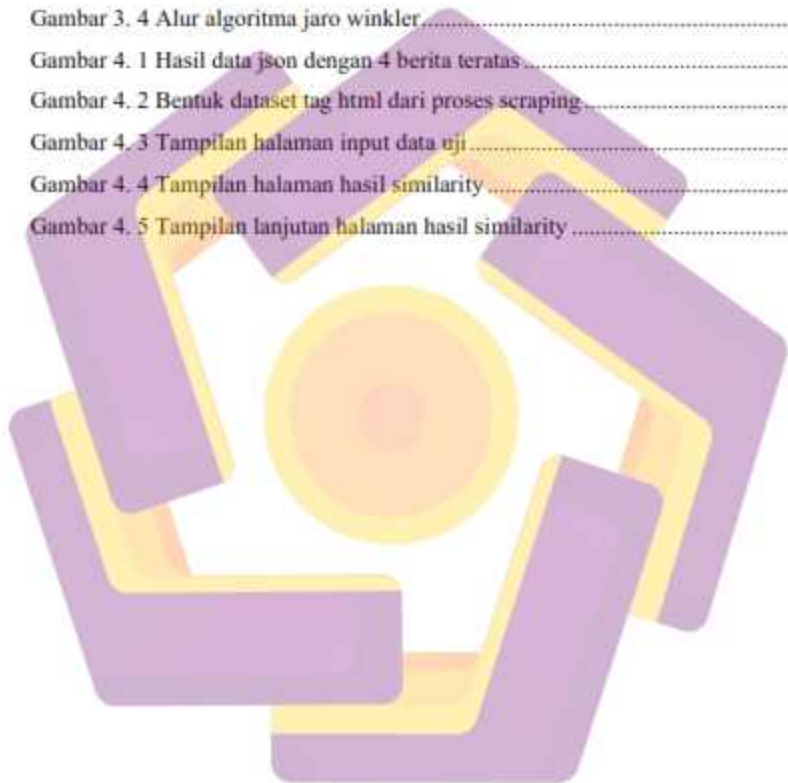 Gambar 3. 4 Alur algoritma jaro winkler................................................................
Gambar 4. 1 Hasil data json dengan 4 berita teratas................................................
Gambar 4. 2 Bentuk dataset tag html dari proses scraping......................................
Gambar 4. 3 Tampilan halaman input data uji........................................................
Gambar 4. 4 Tampilan halaman hasil similarity.....................................................
Gambar 4. 5 Tampilan lanjutan halaman hasil similarity.......................................